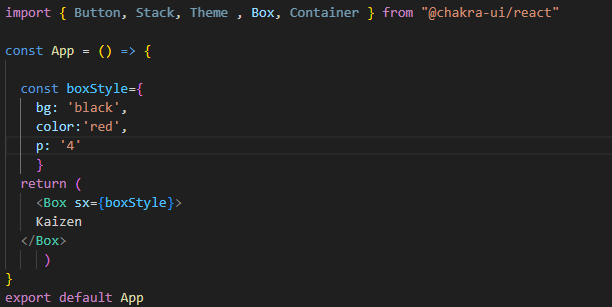 import { Button, Stack, Theme , Box, Container } from "@chakra-ui/react"
const App = () => {
const boxStyle={
bg: 'black',
color:'red',
p: '4'
}
return (
<Box sx={boxStyle}>
Kaizen
</Box>
)
}
export default App